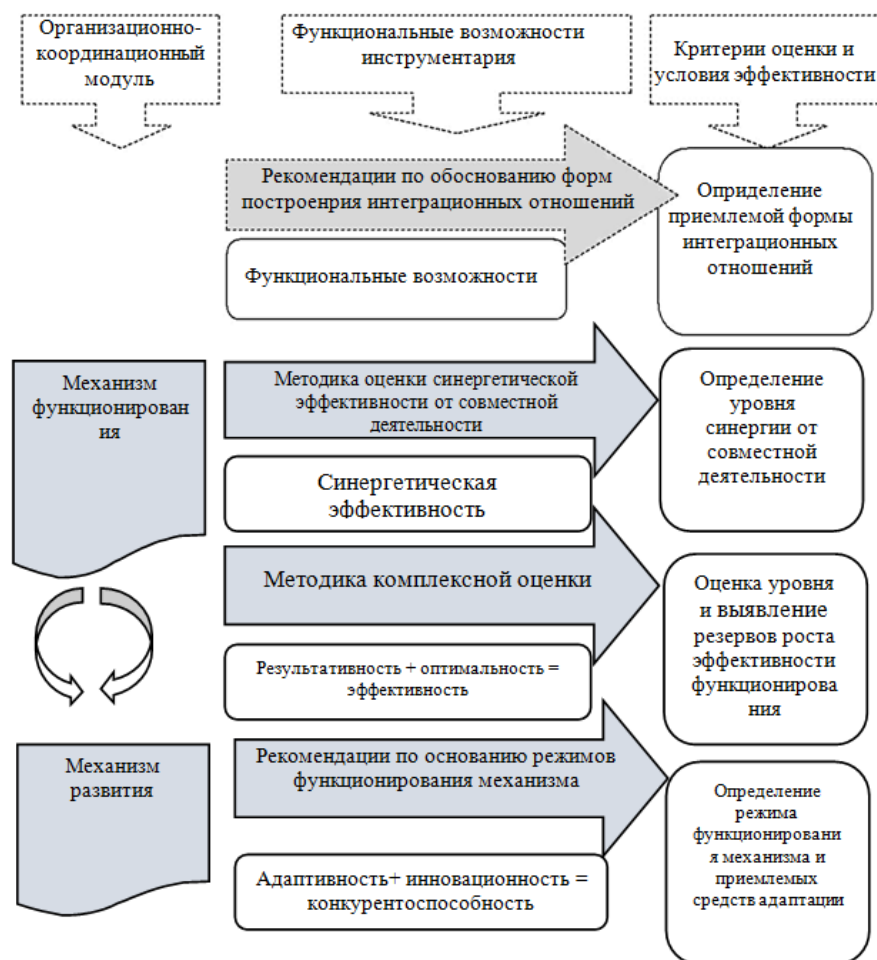 Организационно-
координационный
модуль
Функциональные возможности
инструментария
Критерии оценки и
условия эффективности
Рекомендации по обоснованию форм
построенрия интеграционных отношений
Оприделение
приемлемой формы
интеграционных
отношений
Функциональные возможности
Механизм
функционирован
ия
Методика оценки синергетической
эффективности от совместной
деятельности
Определение
уровня
синергии от
совместной
деятельности
Синергетическая
эффективность
Методика комплексной оценки
Оценка уровня
и выявление
резервов роста
эффективности
функционирова
ния
Результативность + оптимальность =
эффективность
Механизм
развития
Рекомендации по основанию режимов
функционирования механизма
Определение
режима
функционировани
я механизма и
приемлемых
средств адаптации
Адаптивность+ инновационность =
конкурентоспособность